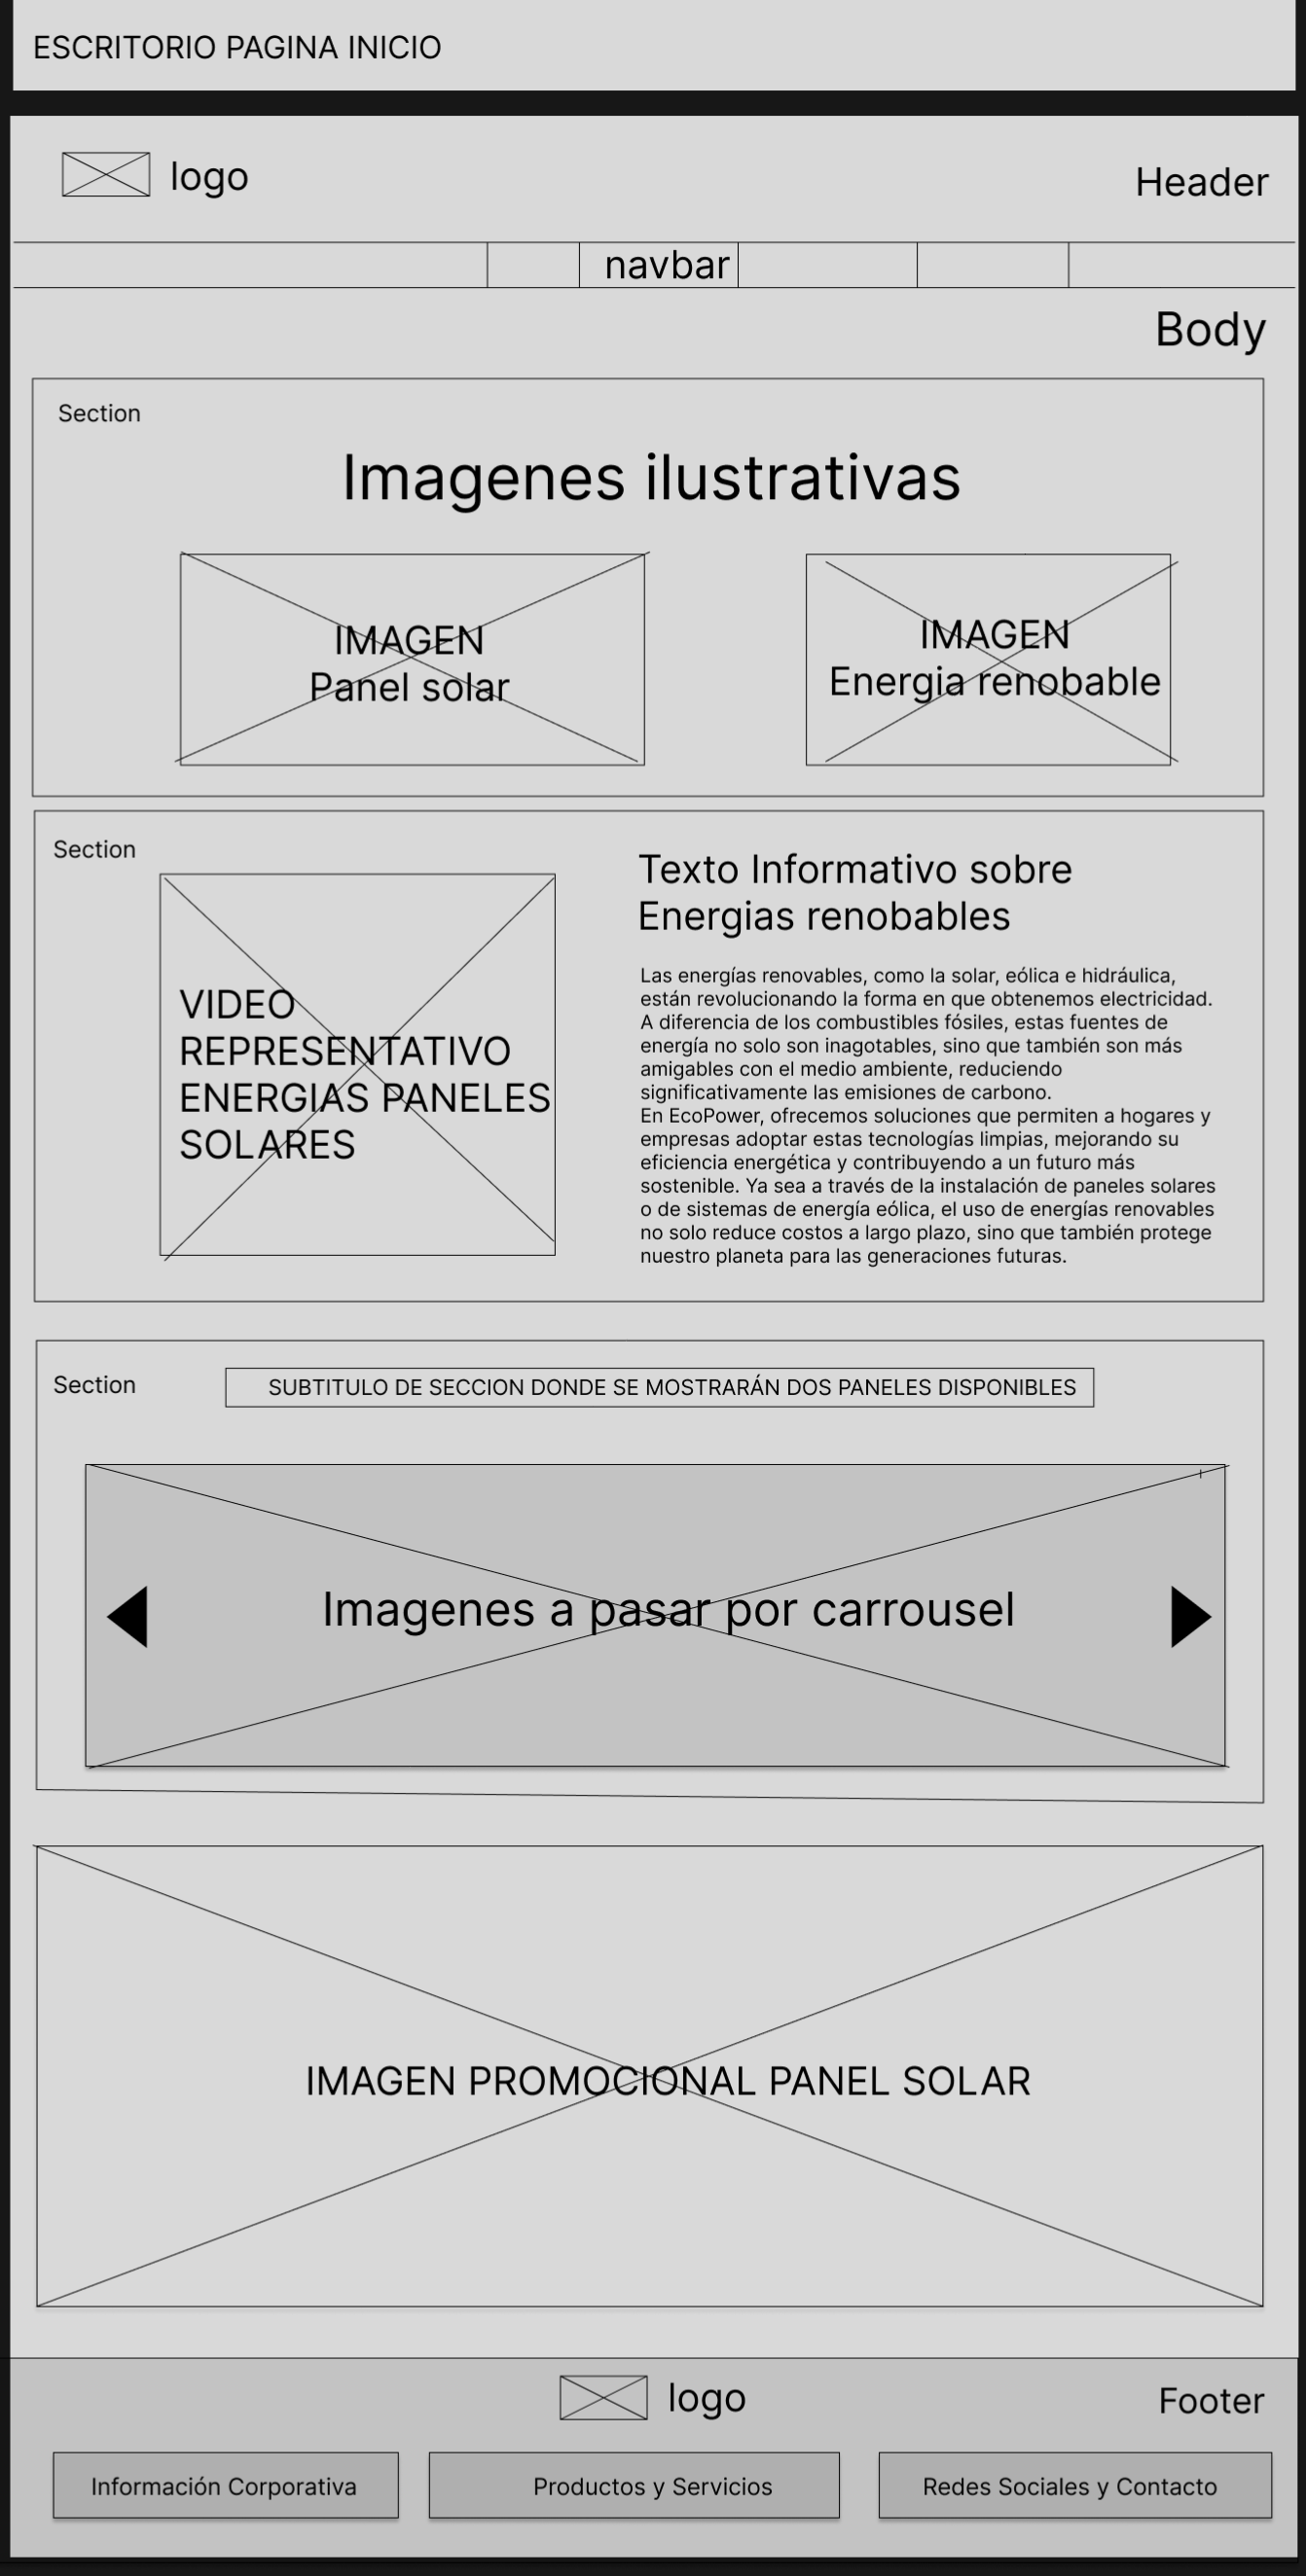 ESCRITORIO PAGINA INICIO
logo
Header
navbar
Body
Section
Imagenes ilustrativas
IMAGEN
Panel solar
IMAGEN
Energia renobable
Section
VIDEO
REPRESENTATIVO
ENERGIAS PANELES
SOLARES
Texto Informativo sobre
Energias renobables
Las energías renovables, como la solar, eólica e hidráulica,
están revolucionando la forma en que obtenemos electricidad.
A diferencia de los combustibles fósiles, estas fuentes de
energía no solo son inagotables, sino que también son más
amigables con el medio ambiente, reduciendo
significativamente las emisiones de carbono.
En EcoPower, ofrecemos soluciones que permiten a hogares y
empresas adoptar estas tecnologías limpias, mejorando su
eficiencia energética y contribuyendo a un futuro más
sostenible. Ya sea a través de la instalación de paneles solares
o de sistemas de energía eólica, el uso de energías renovables
no solo reduce costos a largo plazo, sino que también protege
nuestro planeta para las generaciones futuras.
Section
SUBTITULO DE SECCION DONDE SE MOSTRARÁN DOS PANELES DISPONIBLES
Imagenes a pasar por carrousel
IMAGEN PROMOCIONAL PANEL SOLAR
logo
Footer
Información Corporativa
Productos y Servicios
Redes Sociales y Contacto